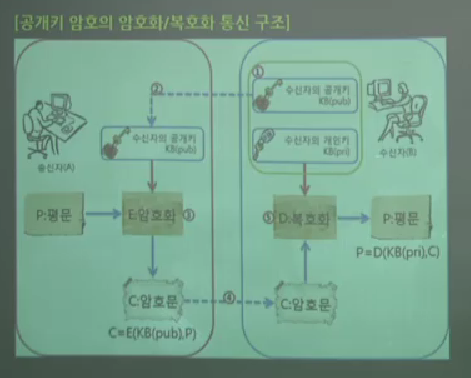 [공개키 암호의 암호화/복호화 통신 구조]
①
②
수신자의 공개키
KB(pub)
수신자의 공개키
KB(pub)
수신자의 개인키
KB(pri)
송신자(A)
수신자(B)
P:평문
E:암호화
③
⑤
D:복호화
P:평문
P=D(KB(pri),C)
C:암호문
④
C:암호문
C=E(KB(pub),P)